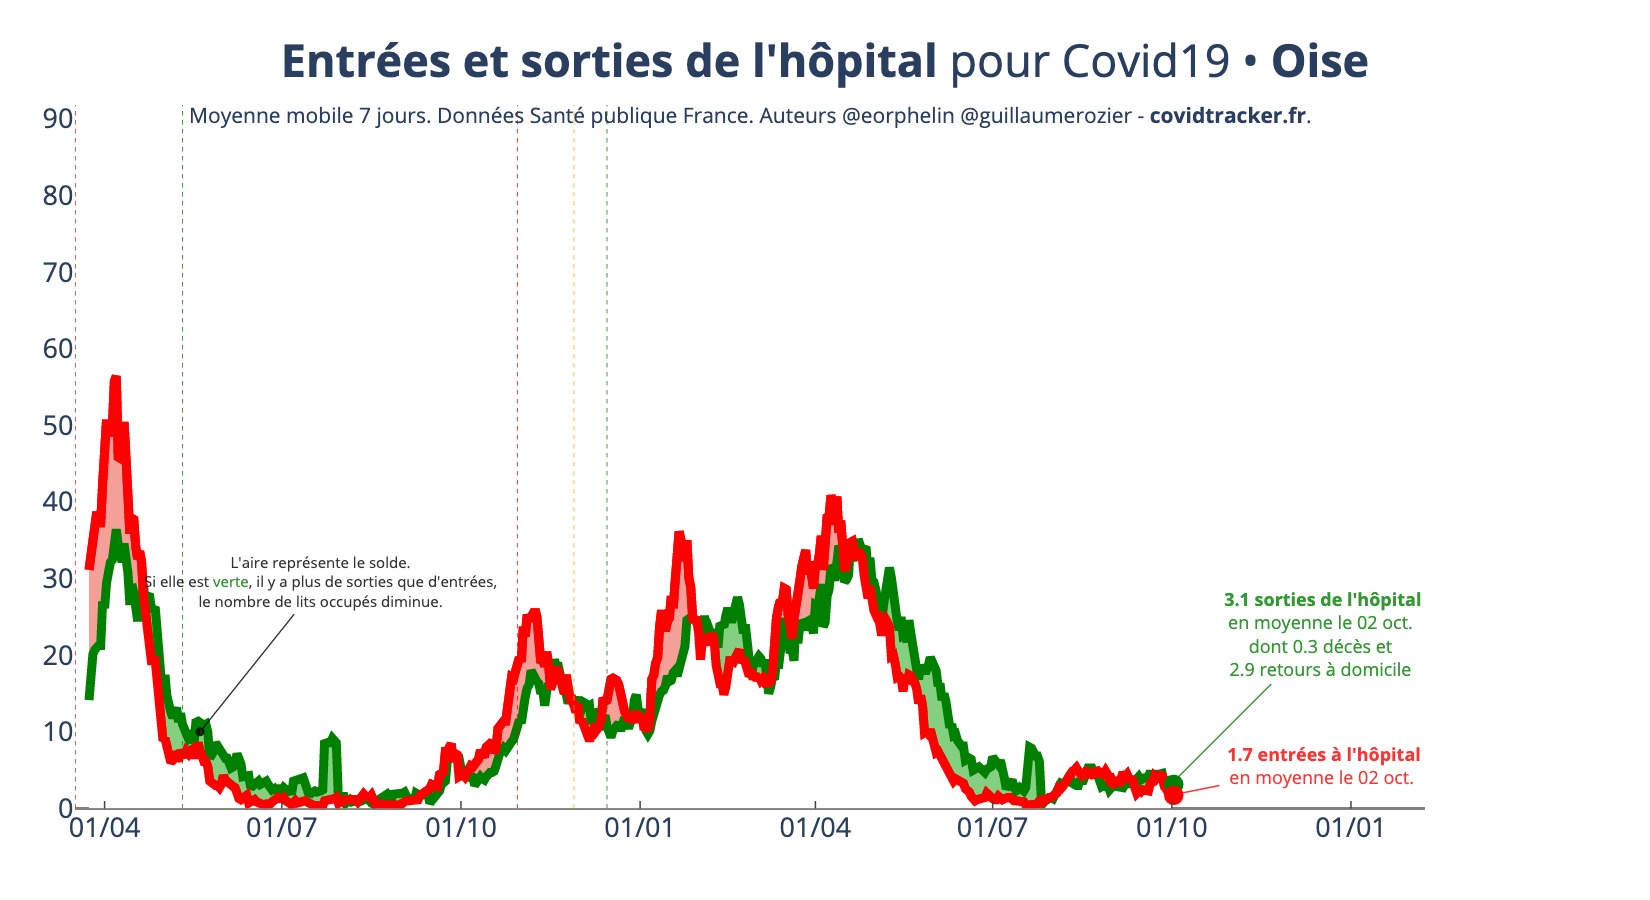 Entrées et sorties de l'hôpital pour Covid19 • Oise
Moyenne mobile 7 jours. Données Santé publique France. Auteurs @eorphelin @guillaumerozier - covidtracker.fr.
90
80
70
60
50
40
30
20
10
0
L'aire représente le solde.
Si elle est verte, il y a plus de sorties que d'entrées,
le nombre de lits occupés diminue.
3.1 sorties de l'hôpital
en moyenne le 02 oct.
dont 0.3 décès et
2.9 retours à domicile
1.7 entrées à l'hôpital
en moyenne le 02 oct.
01/04 01/07 01/10 01/01 01/04 01/07 01/10 01/01